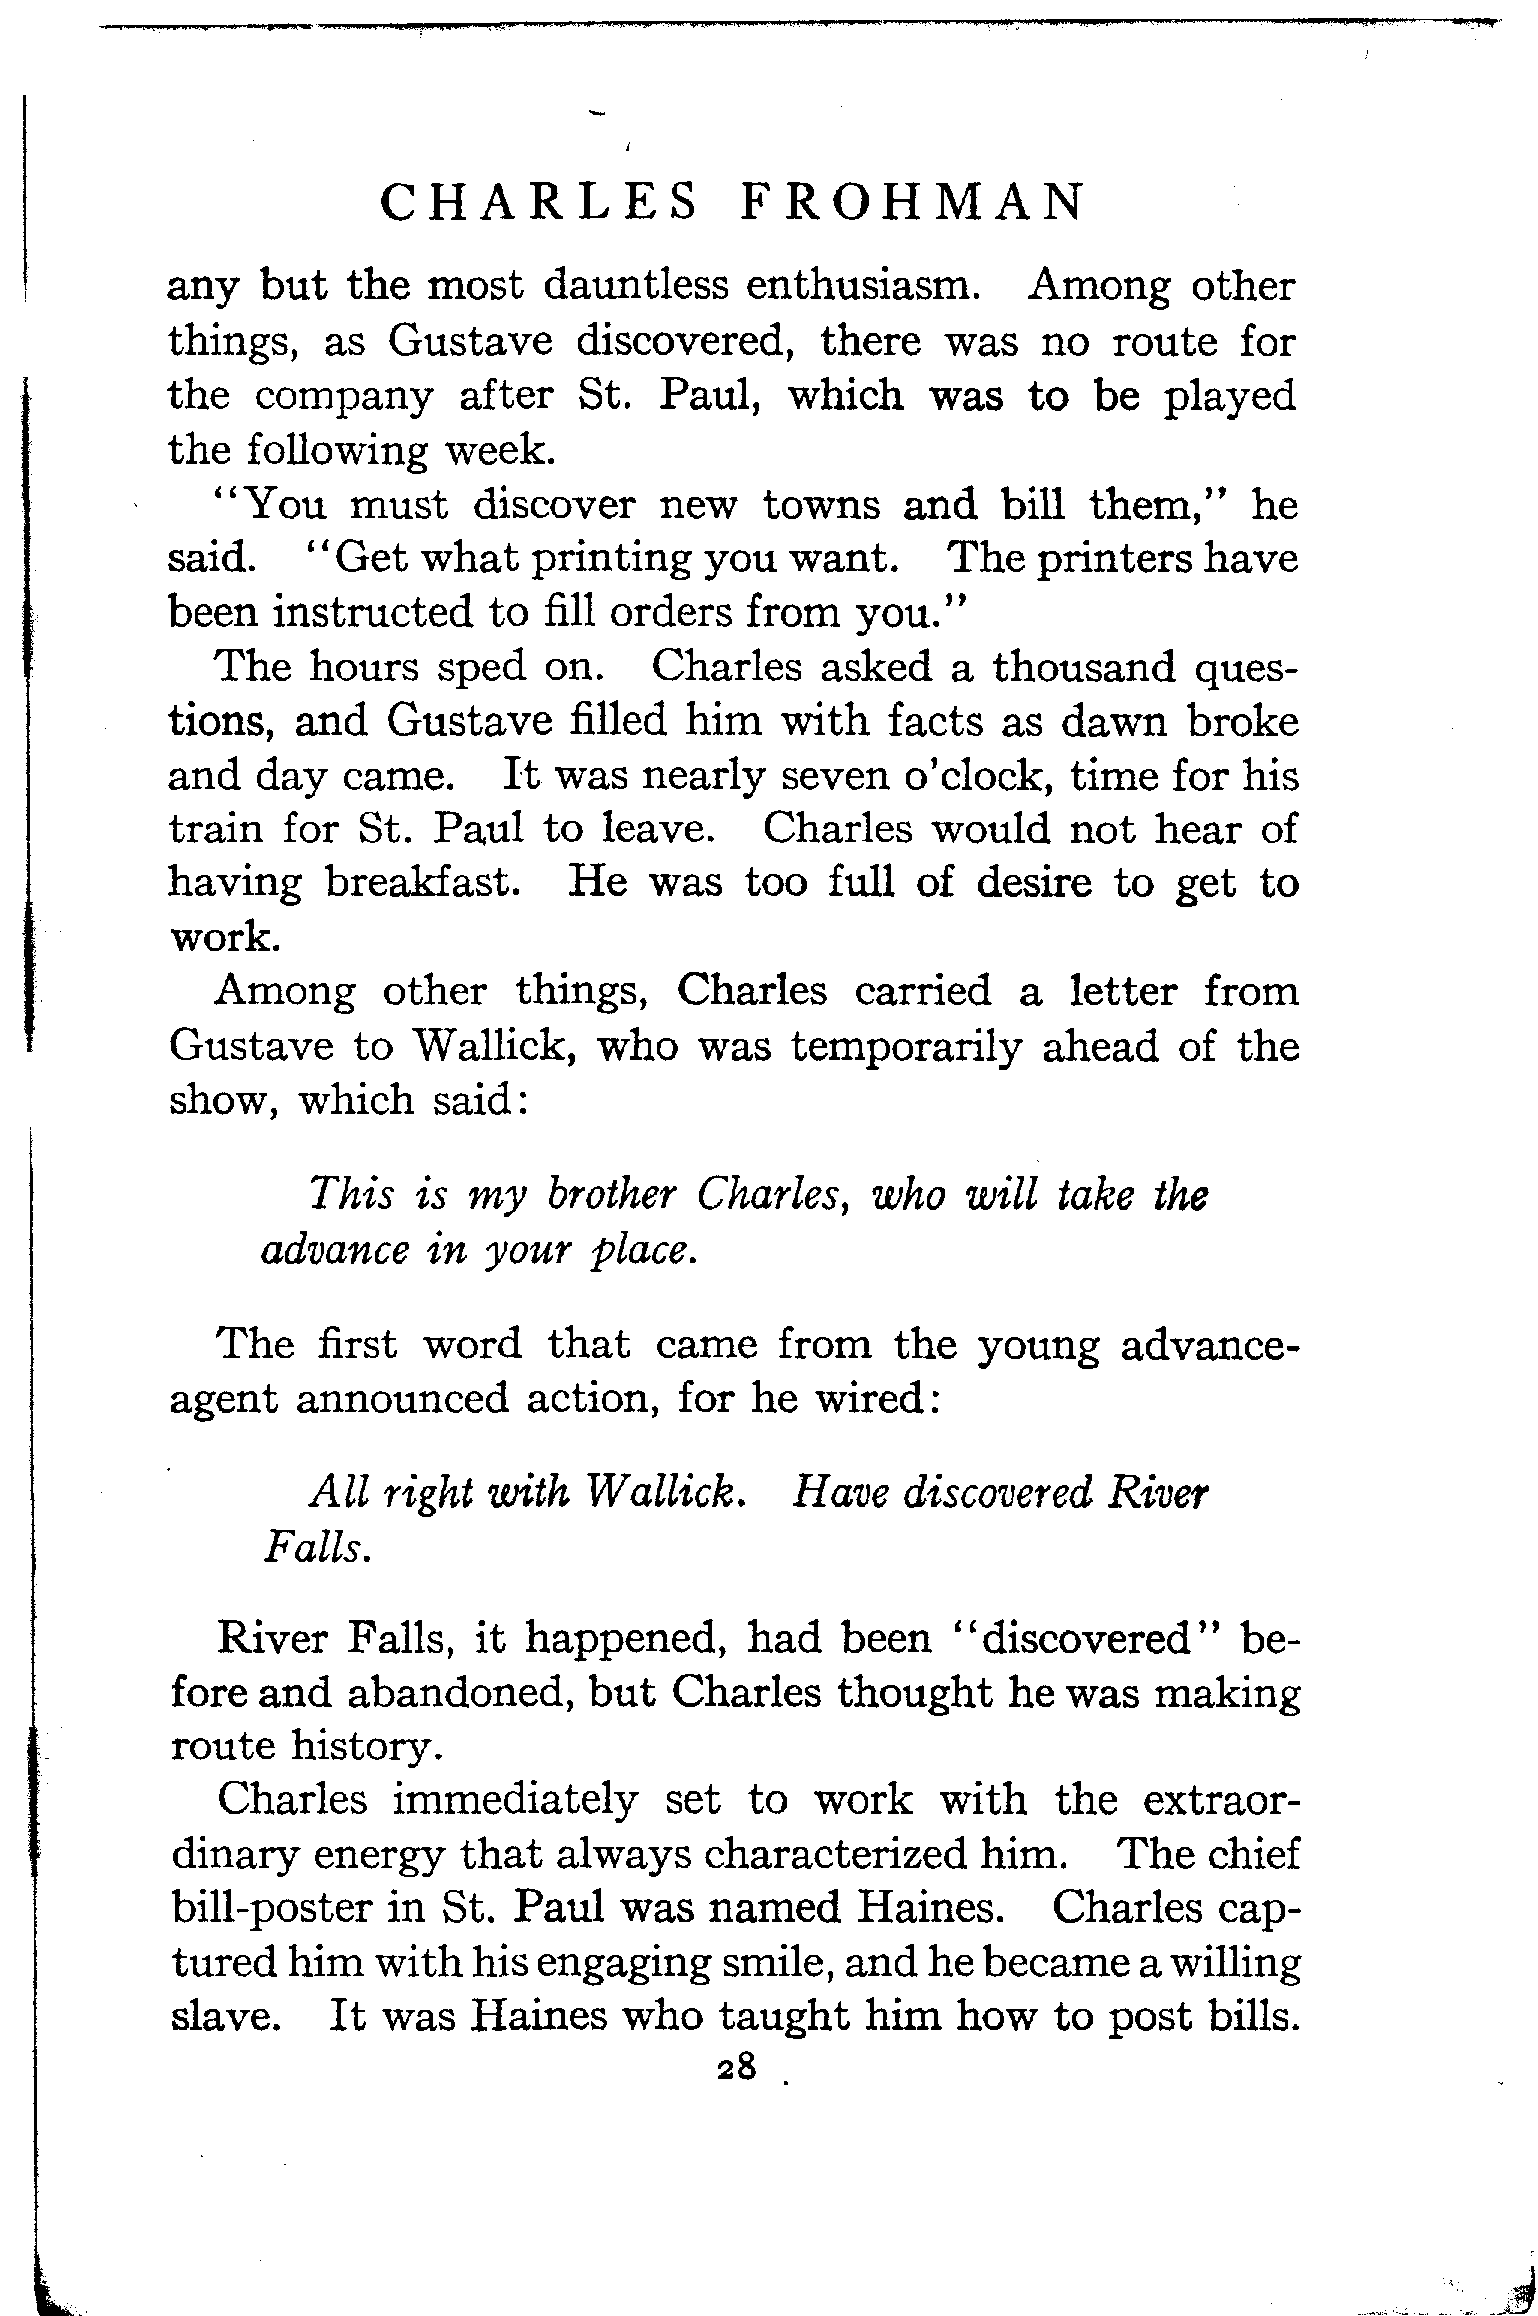 CHARLES FROHMAN
any but the most dauntless enthusiasm. Among other
things, as Gustave discovered, there was no route for
the company after St. Paul, which was to be played
the following week.
"You must discover new towns and bill them," he
said. "Get what printing you want. The printers have
been instructed to fill orders from you."
The hours sped on. Charles asked a thousand ques-
tions, and Gustave filled him with facts as dawn broke
and day came. It was nearly seven o'clock, time for his
train for St. Paul to leave. Charles would not hear of
having breakfast. He was too full of desire to get to
work.
Among other things, Charles carried a letter from
Gustave to Wallick, who was temporarily ahead of the
show, which said:
This is my brother Charles, who will take the
advance in your place.
The first word that came from the young advance-
agent announced action, for he wired:
All right with Wallick. Have discovered River
Falls.
River Falls, it happened, had been "discovered" be-
fore and abandoned, but Charles thought he was making
route history.
Charles immediately set to work with the extraor-
dinary energy that always characterized him. The chief
bill-poster in St. Paul was named Haines. Charles cap-
tured him with his engaging smile, and he became a willing
slave. It was Haines who taught him how to post bills.
28